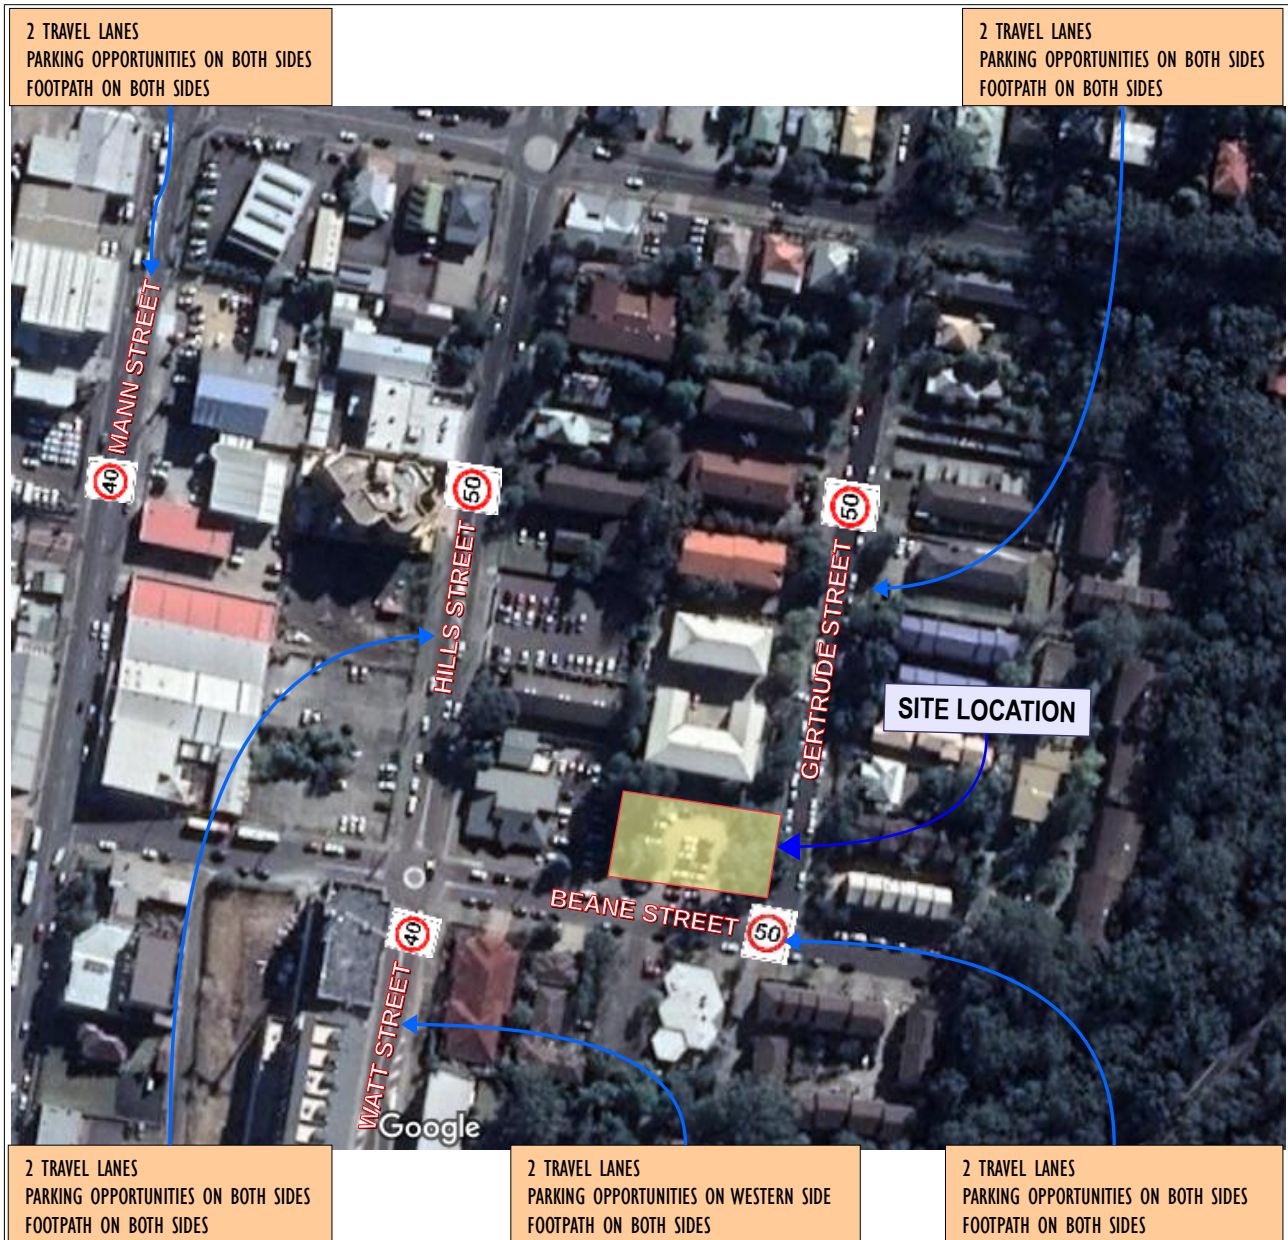 2 TRAVEL LANES
PARKING OPPORTUNITIES ON BOTH SIDES
FOOTPATH ON BOTH SIDES
2 TRAVEL LANES
PARKING OPPORTUNITIES ON BOTH SIDES
FOOTPATH ON BOTH SIDES
MANN STREET
40
50
50
HILLS STREET
GERTRUDE STREET
SITE LOCATION
BEANE STREET
50
40
WATT STREET
Google
2 TRAVEL LANES
PARKING OPPORTUNITIES ON BOTH SIDES
FOOTPATH ON BOTH SIDES
2 TRAVEL LANES
PARKING OPPORTUNITIES ON WESTERN SIDE
FOOTPATH ON BOTH SIDES
2 TRAVEL LANES
PARKING OPPORTUNITIES ON BOTH SIDES
FOOTPATH ON BOTH SIDES